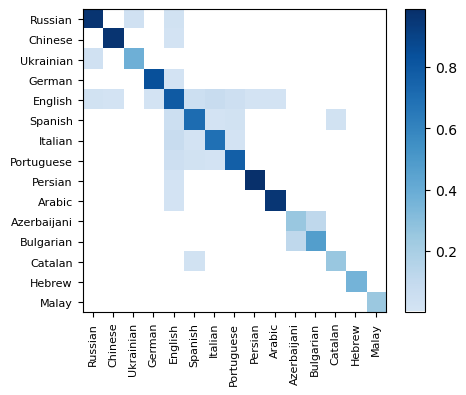 Russian
Chinese
Ukrainian
German
English
Spanish
Italian
Portuguese
Persian
Arabic
Azerbaijani
Bulgarian
Catalan
Hebrew
Malay
Russian
Chinese
Ukrainian
German
English
Spanish
Italian
Portuguese
Persian
Arabic
Azerbaijani
Bulgarian
Catalan
Hebrew
Malay
0.8
0.6
0.4
0.2